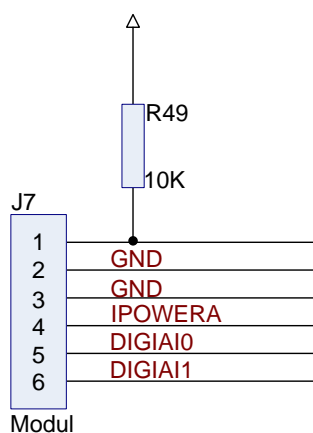 R49
10K
J7
1
GND
2
GND
3
IPOWERA
4
DIGIAI0
5
DIGIAI1
6
Modul